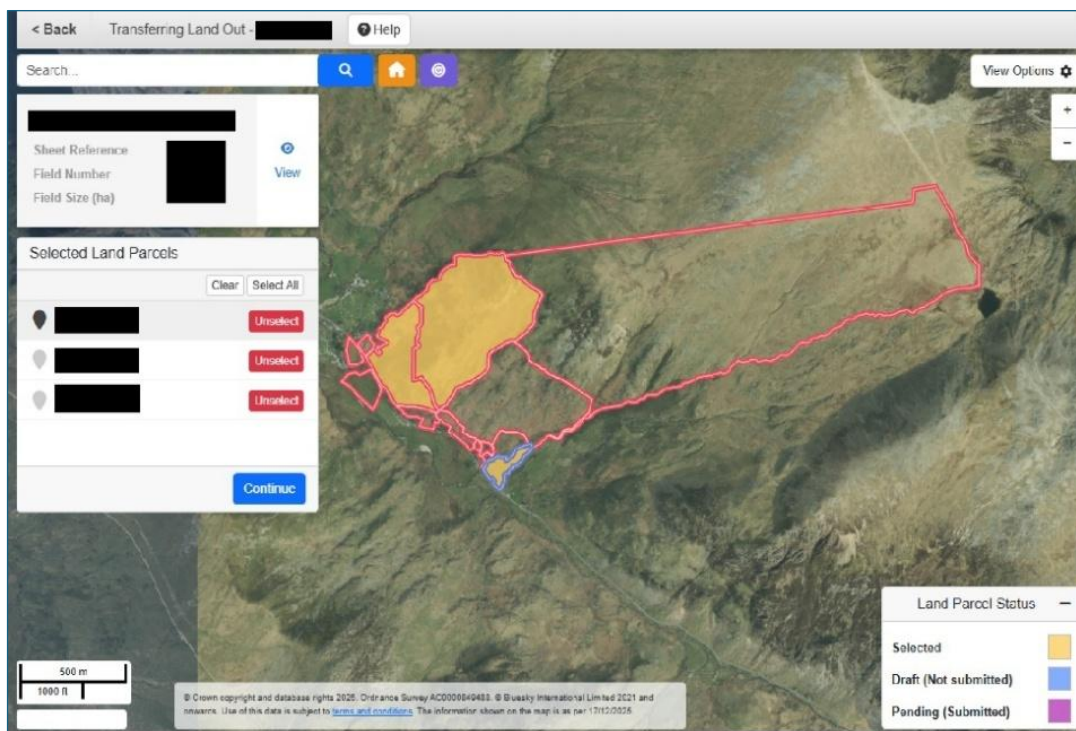 < Back
Transferring Land Out -
Help
Search...
View Options
+
−
Sheet Reference
Field Number
Field Size (ha)
View
Selected Land Parcels
Clear
Select All
Unselect
Unselect
Unselect
Continue
Land Parcel Status −
Selected
Draft (Not submitted)
Pending (Submitted)
500 m
1000 ft
© Crown copyright and database rights 2025. Ordnance Survey © Bluesky International Limited 2021 and
onwards. Use of this data is subject to terms and conditions. The information shown on the map is as per 17/12/2025.